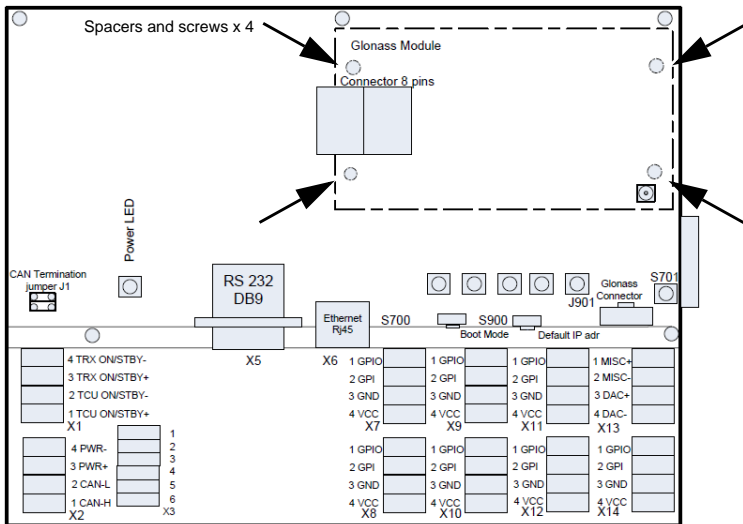 Spacers and screws x 4
Glonass Module
Connector 8 pins
Power LED
CAN Termination
jumper J1
RS 232
DB9
Ethernet
Rj45
S700
S900
J901
Glonass
Connector
S701
Boot Mode
Default IP adr
X5
X6
4 TRX ON/STBY-
3 TRX ON/STBY+
2 TCU ON/STBY-
1 TCU ON/STBY+
X1
1 GPIO
2 GPI
3 GND
4 VCC
X7
1 GPIO
2 GPI
3 GND
4 VCC
X9
1 GPIO
2 GPI
3 GND
4 VCC
X11
1 MISC+
2 MISC-
3 DAC+
4 DAC-
X13
4 PWR-
3 PWR+
2 CAN-L
1 CAN-H
X2
1
2
3
4
5
6
X3
1 GPIO
2 GPI
3 GND
4 VCC
X8
1 GPIO
2 GPI
3 GND
4 VCC
X10
1 GPIO
2 GPI
3 GND
4 VCC
X12
1 GPIO
2 GPI
3 GND
4 VCC
X14